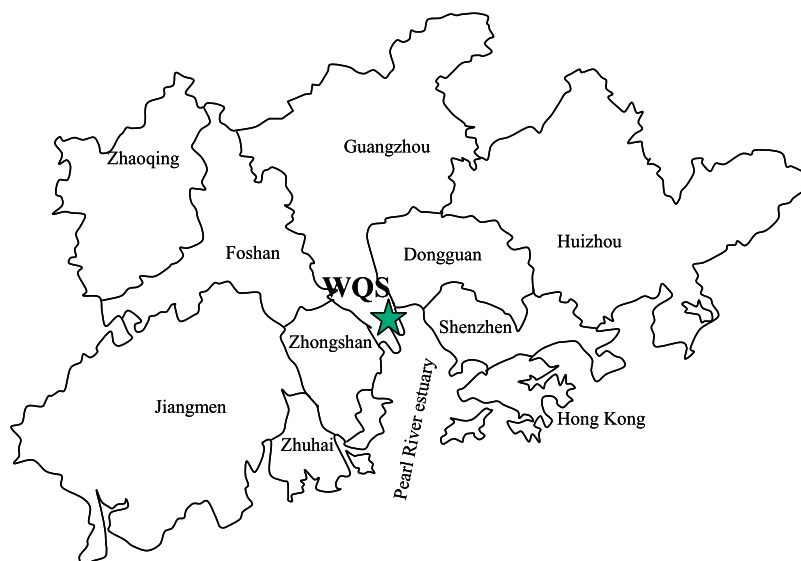 Guangzhou
Zhaoqing
Huizhou
Foshan
Dongguan
WQS
Shenzhen
Zhongshan
Jiangmen
Hong Kong
Pearl River estuary
Zhuhai